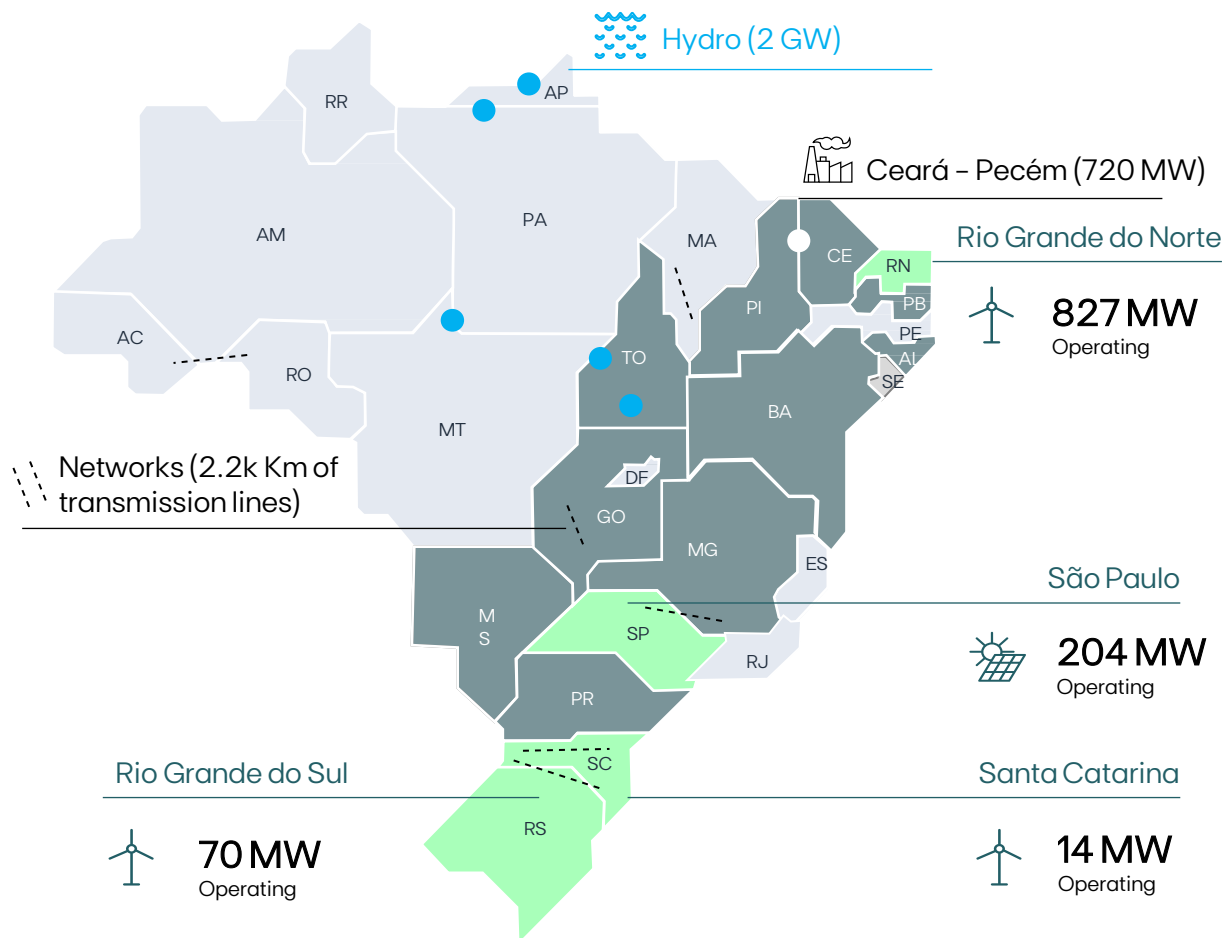 Hydro (2 GW)
AP
RR
Ceará – Pecém (720 MW)
PA
AM
MA
CE
Rio Grande do Norte
RN
PI
PB
827 MW
Operating
PE
AC
TO
AL
RO
SE
BA
MT
Networks (2.2k Km of
transmission lines)
DF
GO
MG
ES
São Paulo
M
S
SP
204 MW
Operating
RJ
PR
Rio Grande do Sul
SC
Santa Catarina
RS
70 MW
Operating
14 MW
Operating